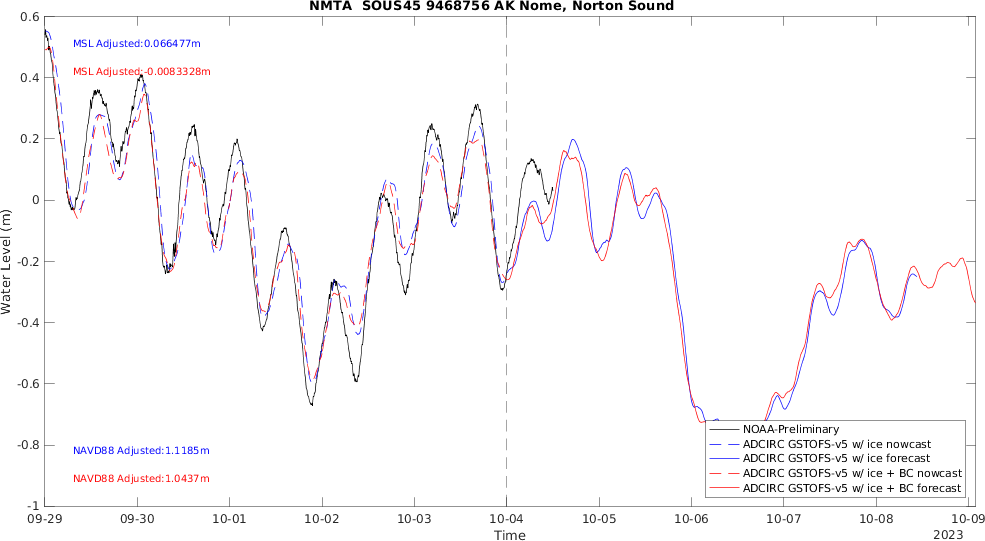 NMTA  SOUS45 9468756 AK Nome, Norton Sound
MSL Adjusted:0.066477m
MSL Adjusted:-0.0083328m
NAVD88 Adjusted:1.1185m
NAVD88 Adjusted:1.0437m
Water Level (m)
0.6
0.4
0.2
0
-0.2
-0.4
-0.6
-0.8
-1
NOAA-Preliminary
ADCIRC GSTOFS-v5 w/ ice nowcast
ADCIRC GSTOFS-v5 w/ ice forecast
ADCIRC GSTOFS-v5 w/ ice + BC nowcast
ADCIRC GSTOFS-v5 w/ ice + BC forecast
09-29 09-30 10-01 10-02 10-03 10-04 10-05 10-06 10-07 10-08 10-09
Time
2023